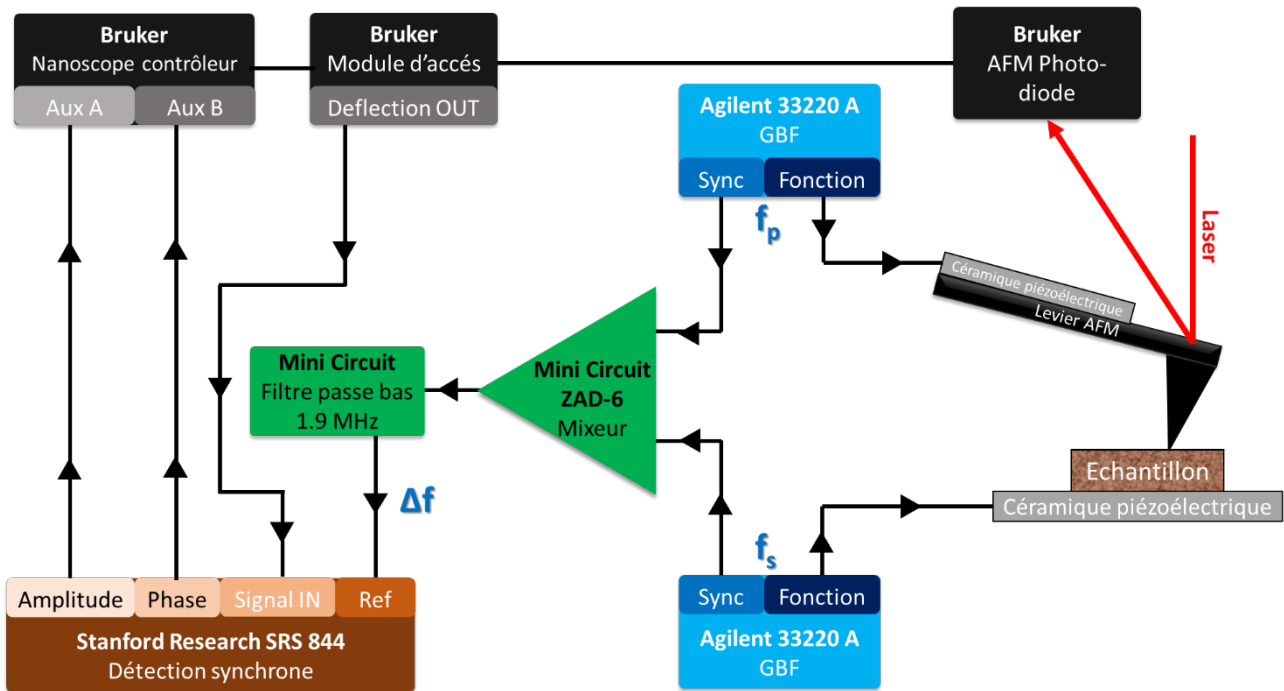 Bruker
Nanoscope contrôleur
Aux A
Aux B
Bruker
Module d'accés
Deflection OUT
Bruker
AFM Photo-
diode
Agilent 33220 A
GBF
Sync
Fonction
fp
Laser
Céramique piézoélectrique
Levier AFM
Mini Circuit
Filtre passe bas
1.9 MHz
Mini Circuit
ZAD-6
Mixeur
Echantillon
Céramique piézoélectrique
Δf
fs
Sync
Fonction
Agilent 33220 A
GBF
Amplitude
Phase
Signal IN
Ref
Stanford Research SRS 844
Détection synchrone